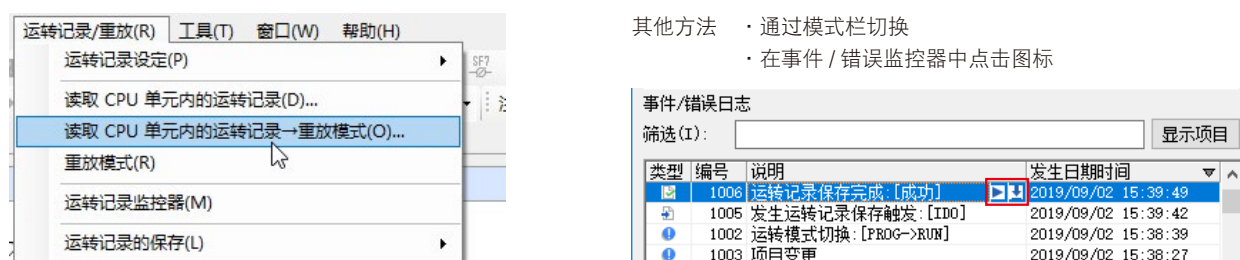 运转记录/重放(R) 工具(T) 窗口(W) 帮助(H)
运转记录设定(P)
读取 CPU 单元内的运转记录(D)...
读取 CPU 单元内的运转记录→重放模式(O)...
重放模式(R)
运转记录监控器(M)
运转记录的保存(L)
SF7
其他方法 ・通过模式栏切换
・在事件 / 错误监控器中点击图标
事件/错误日志
筛选(I): 显示项目
类型 编号 说明 发生日期时间
1006 运转记录保存完成:[成功] 2019/09/02 15:39:49
1005 发生运转记录保存触发:[ID0] 2019/09/02 15:39:42
1002 运转模式切换:[PROG->RUN] 2019/09/02 15:38:39
1003 项目变更 2019/09/02 15:38:27